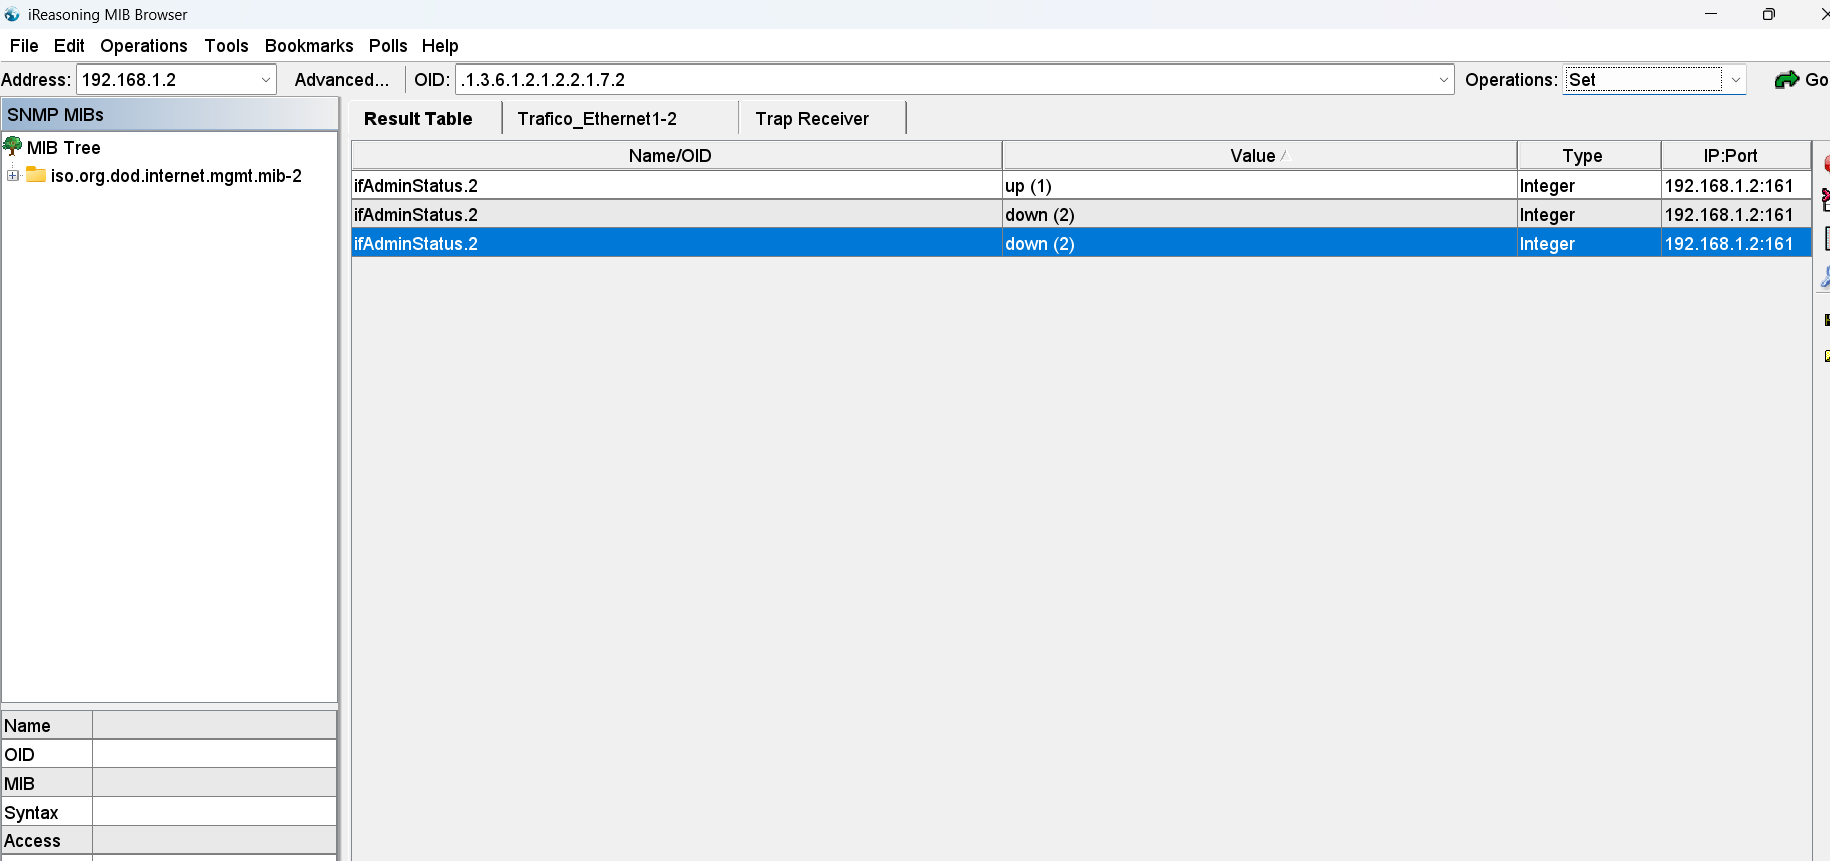 iReasoning MIB Browser
File Edit Operations Tools Bookmarks Polls Help
Address: 192.168.1.2 Advanced... OID: .1.3.6.1.2.1.2.2.1.7.2 Operations: Set Go
SNMP MIBs
Result Table Trafico_Ethernet1-2 Trap Receiver
MIB Tree
iso.org.dod.internet.mgmt.mib-2
Name/OID Value Type IP:Port
ifAdminStatus.2 up (1) Integer 192.168.1.2:161
ifAdminStatus.2 down (2) Integer 192.168.1.2:161
ifAdminStatus.2 down (2) Integer 192.168.1.2:161
Name
OID
MIB
Syntax
Access